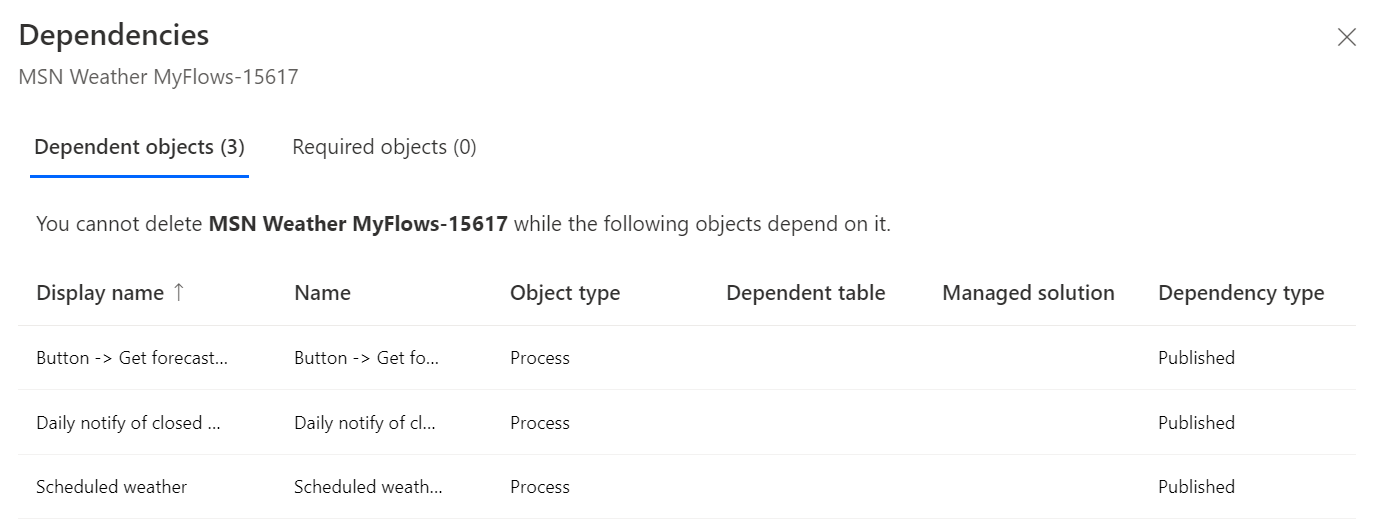 Dependencies
MSN Weather MyFlows-15617
Dependent objects (3) Required objects (0)
You cannot delete MSN Weather MyFlows-15617 while the following objects depend on it.
Display name ↑ Name Object type Dependent table Managed solution Dependency type
Button -> Get forecast... Button -> Get fo... Process Published
Daily notify of closed ... Daily notify of cl... Process Published
Scheduled weather Scheduled weath... Process Published